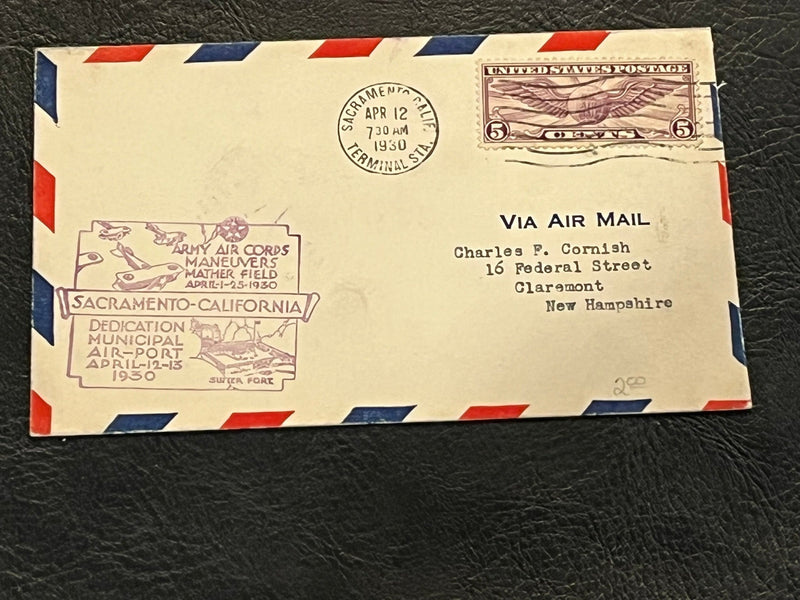 SACRAMENTO, CALIF.
APR 12
7 30 AM
1930
TERMINAL STA.
UNITED STATES POSTAGE
5 CENTS 5
VIA AIR MAIL
Charles F. Cornish
16 Federal Street
Claremont
New Hampshire
ARMY AIR CORPS
MANEUVERS
MATHER FIELD
APRIL-1-25-1930
SACRAMENTO-CALIFORNIA
DEDICATION
MUNICIPAL
AIR-PORT
APRIL-12-13
1930
SUTTER FORT.
2⁰⁰